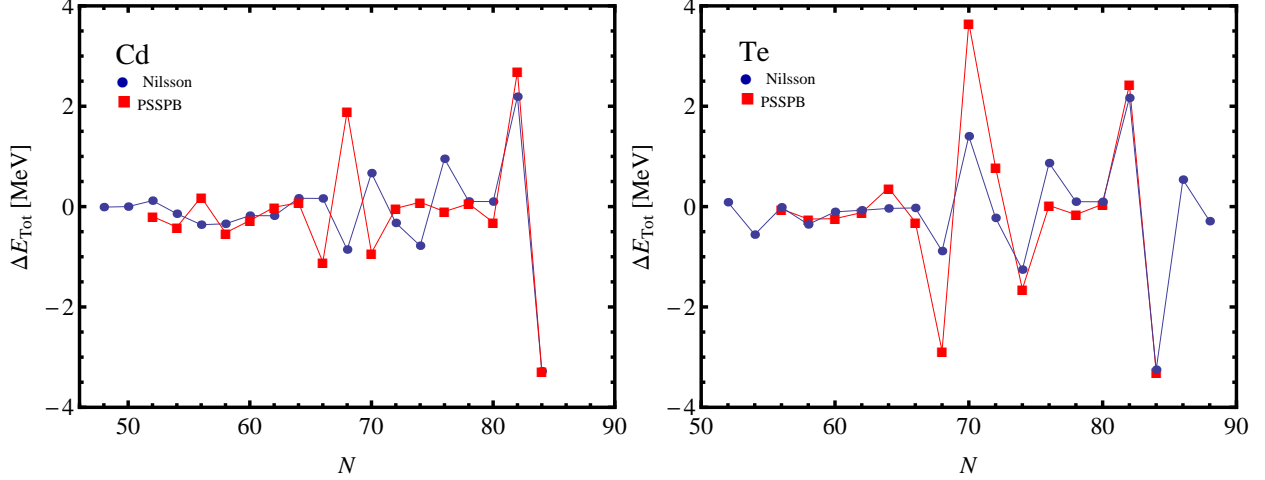 Cd
Nilsson
PSSPB
ΔE_Tot [MeV]
4
2
0
−2
−4
50
60
70
80
90
N
Te
Nilsson
PSSPB
ΔE_Tot [MeV]
4
2
0
−2
−4
50
60
70
80
90
N